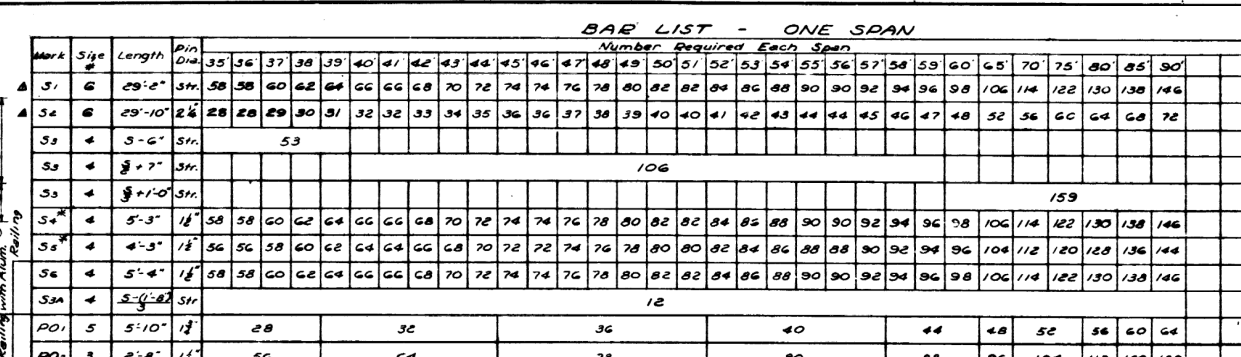 BAR LIST - ONE SPAN
Number Required Each Span
Mark Size # Length Pin Dia. 35' 36' 37' 38 39' 40' 41' 42' 43' 44' 45' 46' 47' 48' 49' 50' 51' 52' 53' 54' 55' 56' 57' 58' 59' 60' 65' 70' 75' 80' 85' 90'
S1 6 29'-2" Str. 58 58 60 62 64 66 66 68 70 72 74 74 76 78 80 82 82 84 86 88 90 90 92 94 96 98 106 114 122 130 138 146
S2 6 29'-10" 2¼ 28 28 29 30 31 32 32 33 34 35 36 36 37 38 39 40 40 41 42 43 44 44 45 46 47 48 52 56 60 64 68 72
S3 4 S-6" Str. 53
S3 4 S/2+7" Str. 106
S3 4 S/3+1'-0" Str. 159
S4* 4 5'-3" 1½" 58 58 60 62 64 66 66 68 70 72 74 74 76 78 80 82 82 84 86 88 90 90 92 94 96 98 106 114 122 130 138 146
S5* 4 4'-3" 1½" 56 56 58 60 62 64 64 66 68 70 72 72 74 76 78 80 80 82 84 86 88 88 90 92 94 96 104 112 120 128 136 144
S6 4 5'-4" 1½" 58 58 60 62 64 66 66 68 70 72 74 74 76 78 80 82 82 84 86 88 90 90 92 94 96 98 106 114 122 130 138 146
S3A 4 S-(1'-8")/3 Str 12
PO1 5 5'-10" 28 32 36 40 44 48 52 56 60 64
Railing with Alum.
Railing